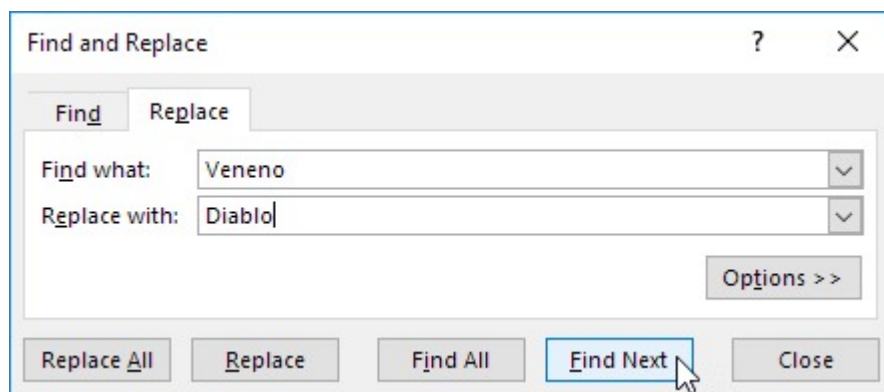 Find and Replace ?
Find Replace
Find what: Veneno
Replace with: Diablo
Options >>
Replace All Replace Find All Find Next Close